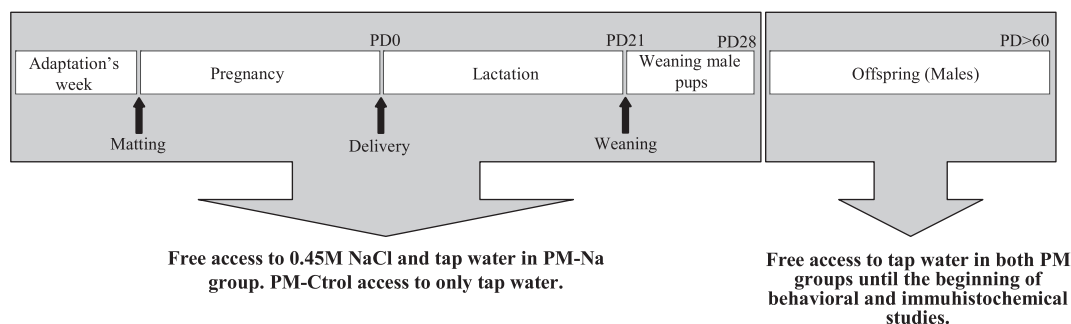 PD0
PD21
PD28
PD>60
Adaptation's
week
Pregnancy
Lactation
Weaning male
pups
Offspring (Males)
Matting
Delivery
Weaning
Free access to 0.45M NaCl and tap water in PM-Na
group. PM-Ctrol access to only tap water.
Free access to tap water in both PM
groups until the beginning of
behavioral and immuhistochemical
studies.